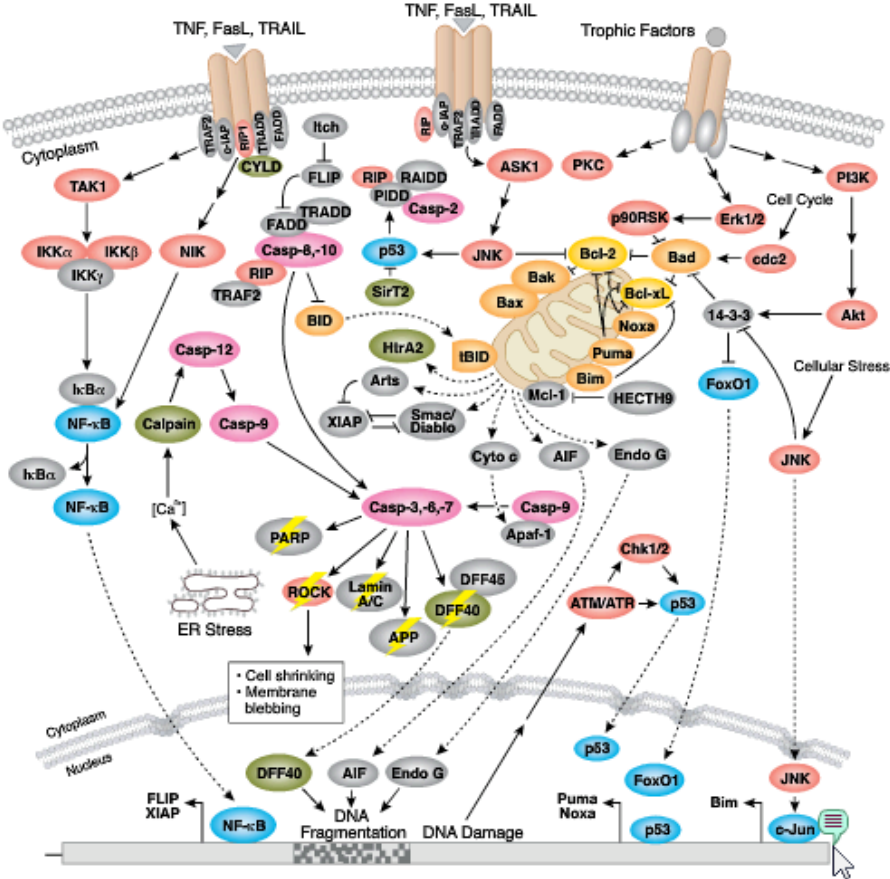 TNF, FasL, TRAIL
TNF, FasL, TRAIL
Trophic Factors
Cytoplasm
TRAF2
c-IAP
RIP1
TRADD
FADD
CYLD
Itch
FLIP
TRADD
FADD
Casp-8,-10
RIP
TRAF2
RIP
c-IAP
TRAF2
TRADD
FADD
RIP
RAIDD
PIDD
Casp-2
ASK1
PKC
PI3K
Cell Cycle
TAK1
IKKα
IKKβ
IKKγ
NIK
p53
SirT2
JNK
p90RSK
Erk1/2
Bcl-2
Bad
cdc2
Bak
Bax
Bcl-xL
Noxa
Puma
Bim
Mcl-1
HECTH9
tBID
BID
14-3-3
Akt
FoxO1
Cellular Stress
JNK
HtrA2
Arts
XIAP
Smac/
Diablo
Casp-12
Calpain
Casp-9
IκBα
NF-κB
IκBα
NF-κB
[Ca²⁺]
ER Stress
Cyto c
AIF
Endo G
Casp-3,-6,-7
Casp-9
Apaf-1
PARP
ROCK
Lamin
A/C
APP
DFF45
DFF40
Chk1/2
ATM/ATR
p53
• Cell shrinking
• Membrane
blebbing
Cytoplasm
Nucleus
DFF40
AIF
Endo G
p53
FoxO1
JNK
FLIP
XIAP
NF-κB
DNA
Fragmentation
DNA Damage
Puma
Noxa
p53
Bim
c-Jun